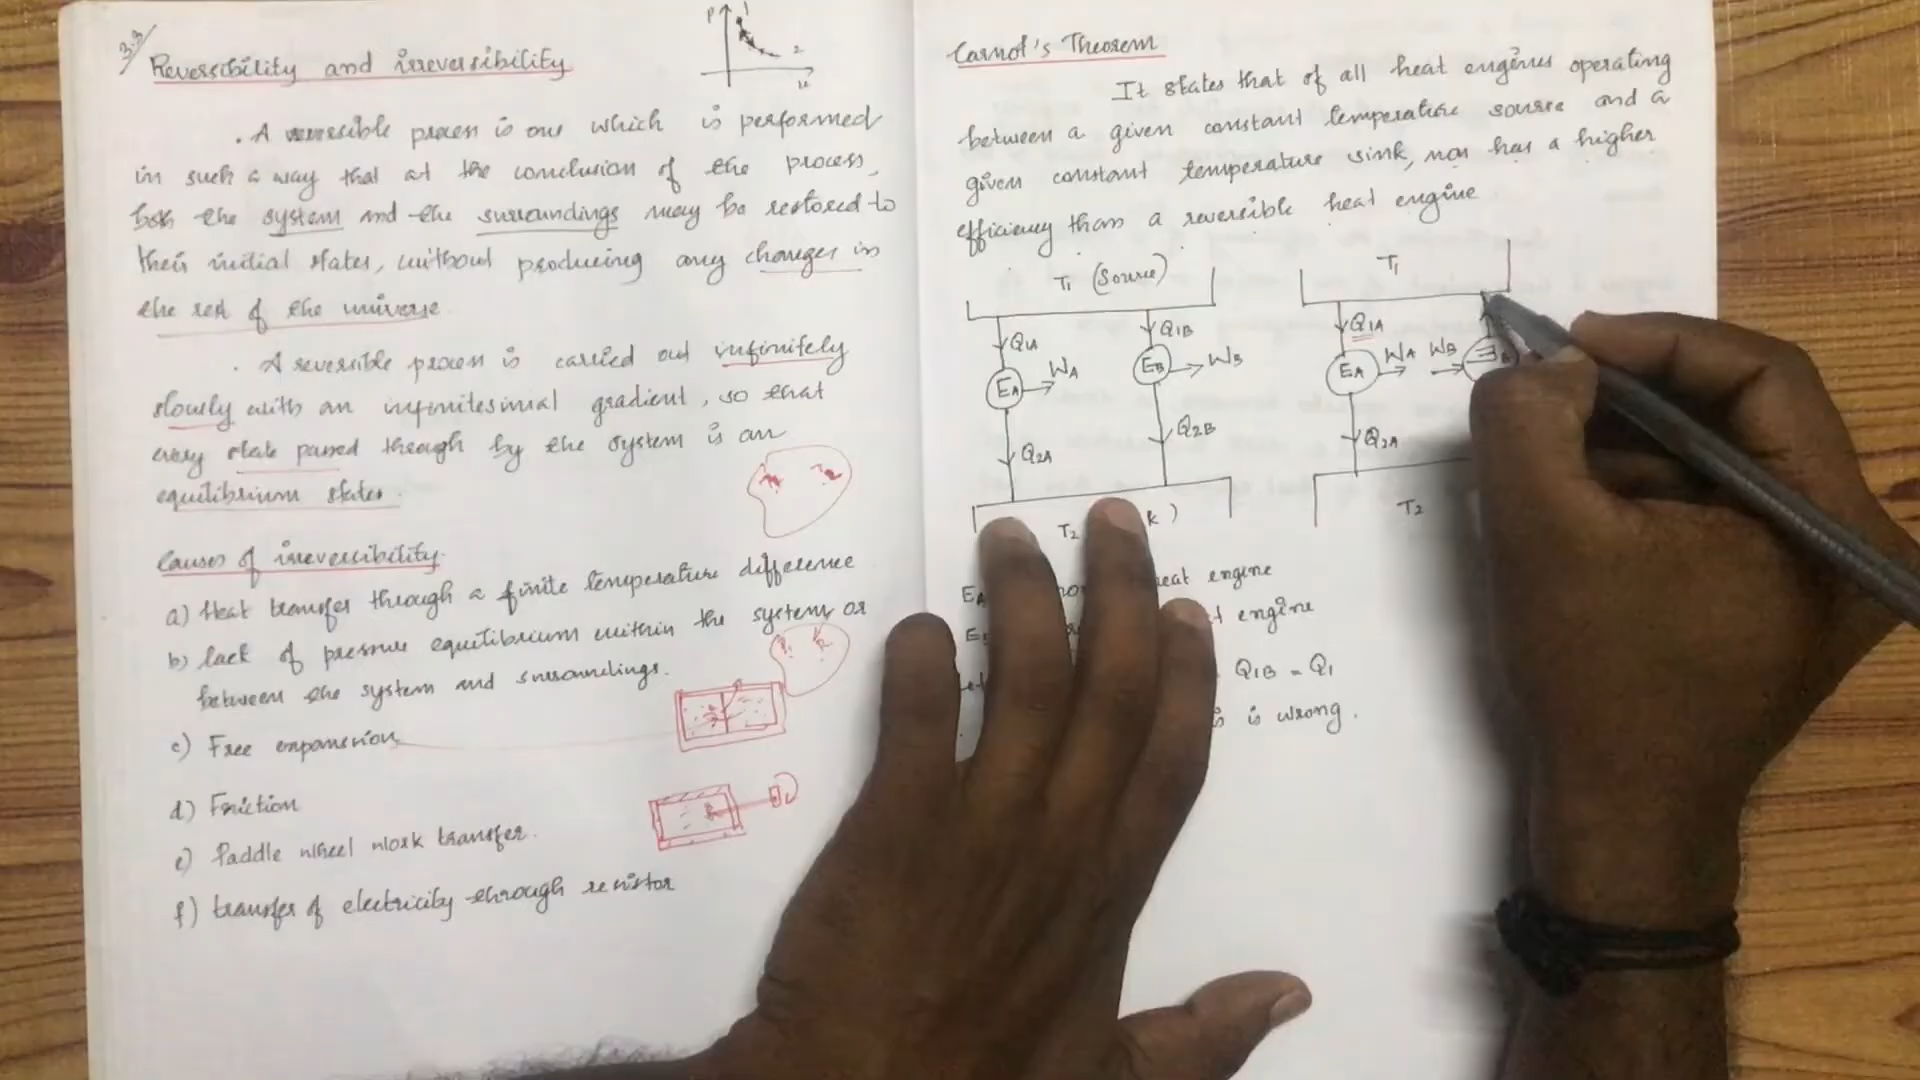 3.3
Reversibility and irreversibility
P
1
2
. A reversible process is one which is performed
in such a way that at the conclusion of the process,
both the system and the surroundings may be restored to
their initial states, without producing any changes in
the rest of the universe.
. A reversible process is carried out infinitely
slowly with an infinitesimal gradient, so that
every state passed through by the system is an
equilibrium states.
Causes of irreversibility.
a) Heat transfer through a finite temperature difference
b) lack of pressure equilibrium within the system or
between the system and surroundings.
c) Free expansion
d) Friction
e) Paddle wheel work transfer.
f) transfer of electricity through resistor
Carnot's Theorem
It states that of all heat engines operating
between a given constant temperature source and a
given constant temperature sink, non has a higher
efficiency than a reversible heat engine
T1 (Source)
Q1A
Q1B
EA
WA
EB
WB
Q2A
Q2B
T2
k)
T1
Q1A
EA
WA
WB
Q2A
T2
heat engine
engine
Q1B = Q1
is wrong.